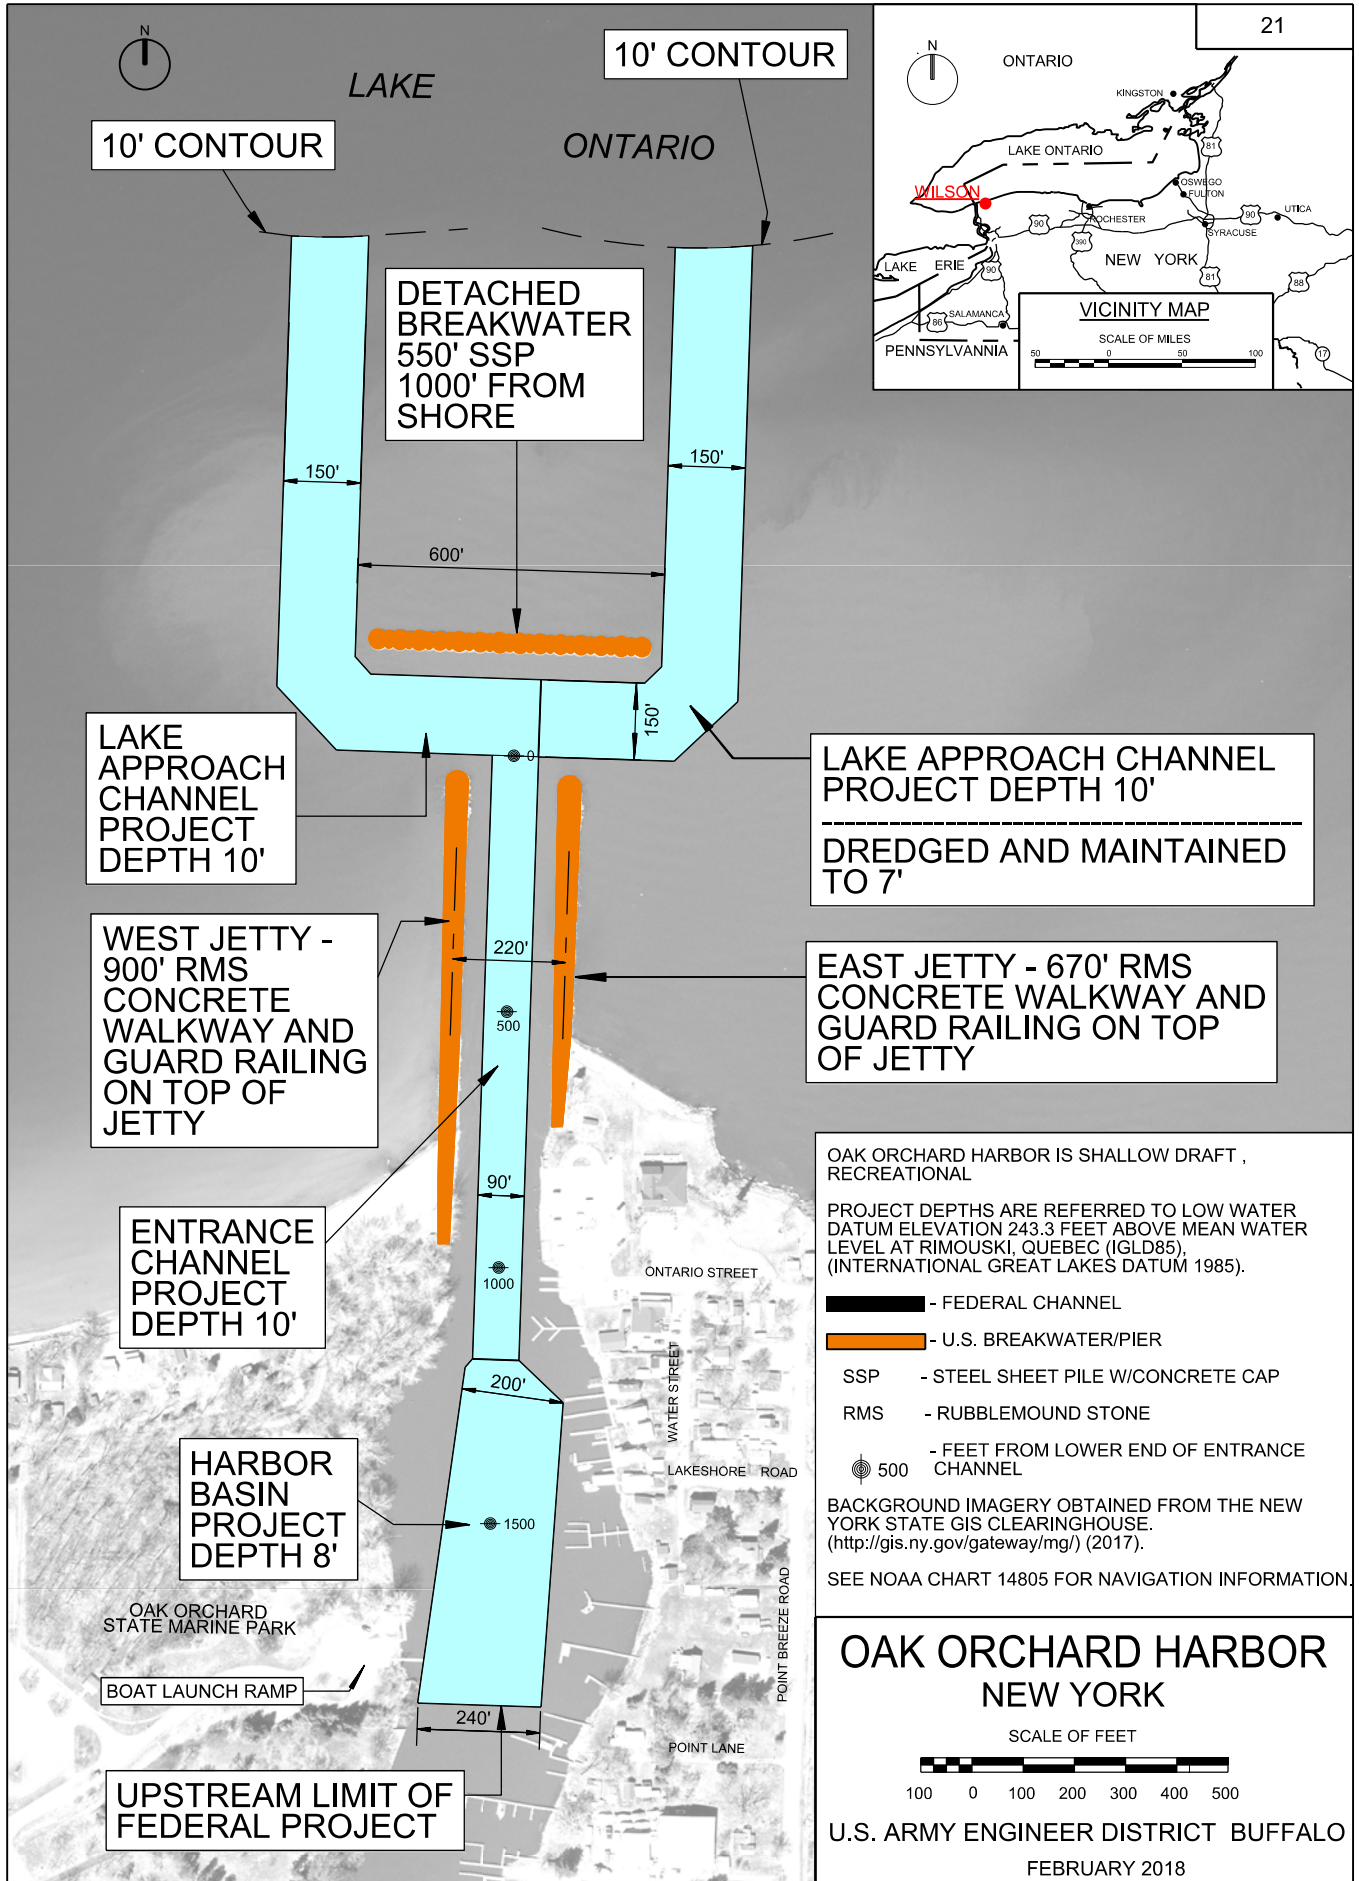 N
LAKE
ONTARIO
10' CONTOUR
10' CONTOUR
DETACHED
BREAKWATER
550' SSP
1000' FROM
SHORE
150'
150'
600'
150'
0
LAKE
APPROACH
CHANNEL
PROJECT
DEPTH 10'
LAKE APPROACH CHANNEL
PROJECT DEPTH 10'
DREDGED AND MAINTAINED
TO 7'
WEST JETTY -
900' RMS
CONCRETE
WALKWAY AND
GUARD RAILING
ON TOP OF
JETTY
220'
500
EAST JETTY - 670' RMS
CONCRETE WALKWAY AND
GUARD RAILING ON TOP
OF JETTY
90'
1000
ENTRANCE
CHANNEL
PROJECT
DEPTH 10'
ONTARIO STREET
WATER STREET
200'
LAKESHORE ROAD
HARBOR
BASIN
PROJECT
DEPTH 8'
1500
POINT BREEZE ROAD
OAK ORCHARD
STATE MARINE PARK
BOAT LAUNCH RAMP
240'
POINT LANE
UPSTREAM LIMIT OF
FEDERAL PROJECT
21
N
ONTARIO
KINGSTON
LAKE ONTARIO
81
WILSON
OSWEGO
FULTON
UTICA
90
ROCHESTER
90
SYRACUSE
390
LAKE ERIE
90
NEW YORK
81
88
86
SALAMANCA
PENNSYLVANNIA
17
VICINITY MAP
SCALE OF MILES
50 0 50 100
OAK ORCHARD HARBOR IS SHALLOW DRAFT ,
RECREATIONAL
PROJECT DEPTHS ARE REFERRED TO LOW WATER
DATUM ELEVATION 243.3 FEET ABOVE MEAN WATER
LEVEL AT RIMOUSKI, QUEBEC (IGLD85),
(INTERNATIONAL GREAT LAKES DATUM 1985).
- FEDERAL CHANNEL
- U.S. BREAKWATER/PIER
SSP - STEEL SHEET PILE W/CONCRETE CAP
RMS - RUBBLEMOUND STONE
500 - FEET FROM LOWER END OF ENTRANCE
CHANNEL
BACKGROUND IMAGERY OBTAINED FROM THE NEW
YORK STATE GIS CLEARINGHOUSE.
(http://gis.ny.gov/gateway/mg/) (2017).
SEE NOAA CHART 14805 FOR NAVIGATION INFORMATION.
OAK ORCHARD HARBOR
NEW YORK
SCALE OF FEET
100 0 100 200 300 400 500
U.S. ARMY ENGINEER DISTRICT BUFFALO
FEBRUARY 2018